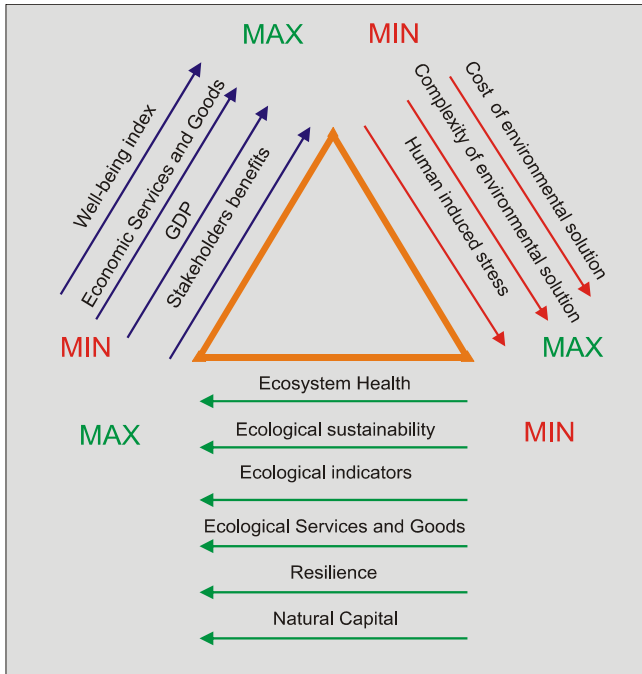 MAX
MIN
Well-being index
Economic Services and Goods
GDP
Stakeholders benefits
Human induced stress
Complexity of environmental solution
Cost of environmental solution
MIN
MAX
Ecosystem Health
MAX
Ecological sustainability
MIN
Ecological indicators
Ecological Services and Goods
Resilience
Natural Capital